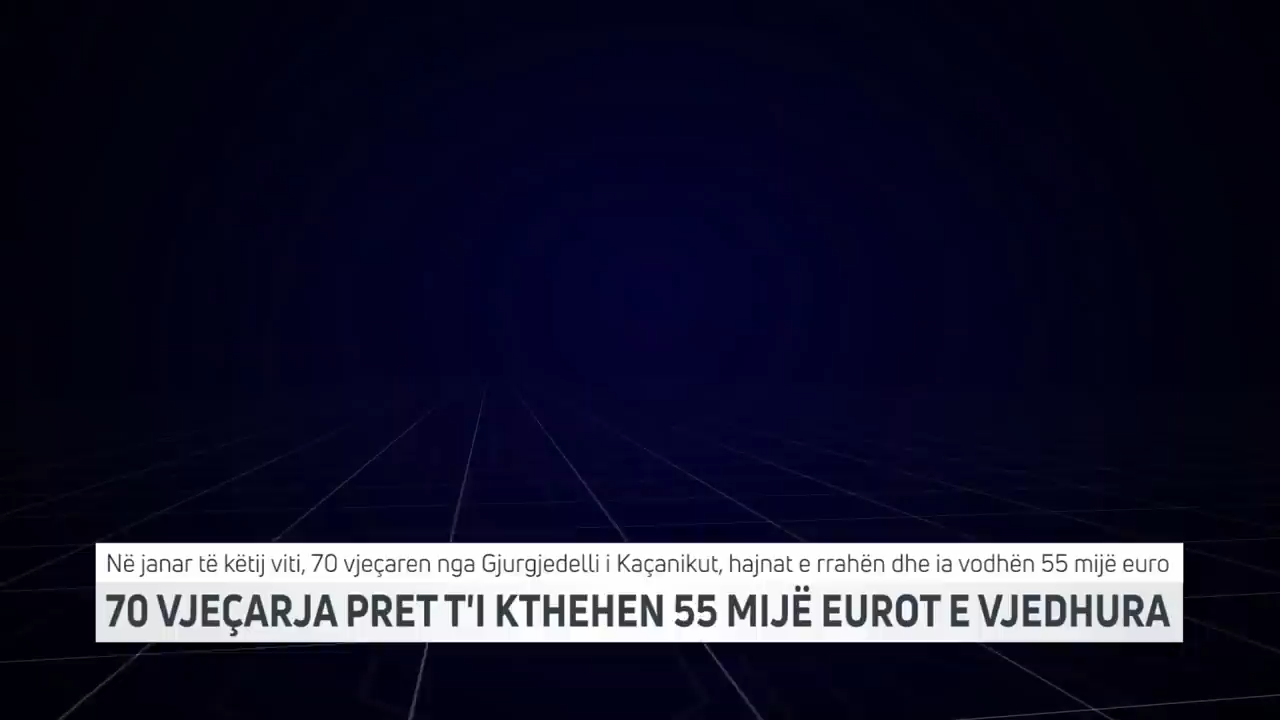 Në janar të këtij viti, 70 vjeçaren nga Gjurgjedelli i Kaçanikut, hajnat e rrahën dhe ia vodhën 55 mijë euro
70 VJEÇARJA PRET T'I KTHEHEN 55 MIJË EUROT E VJEDHURA